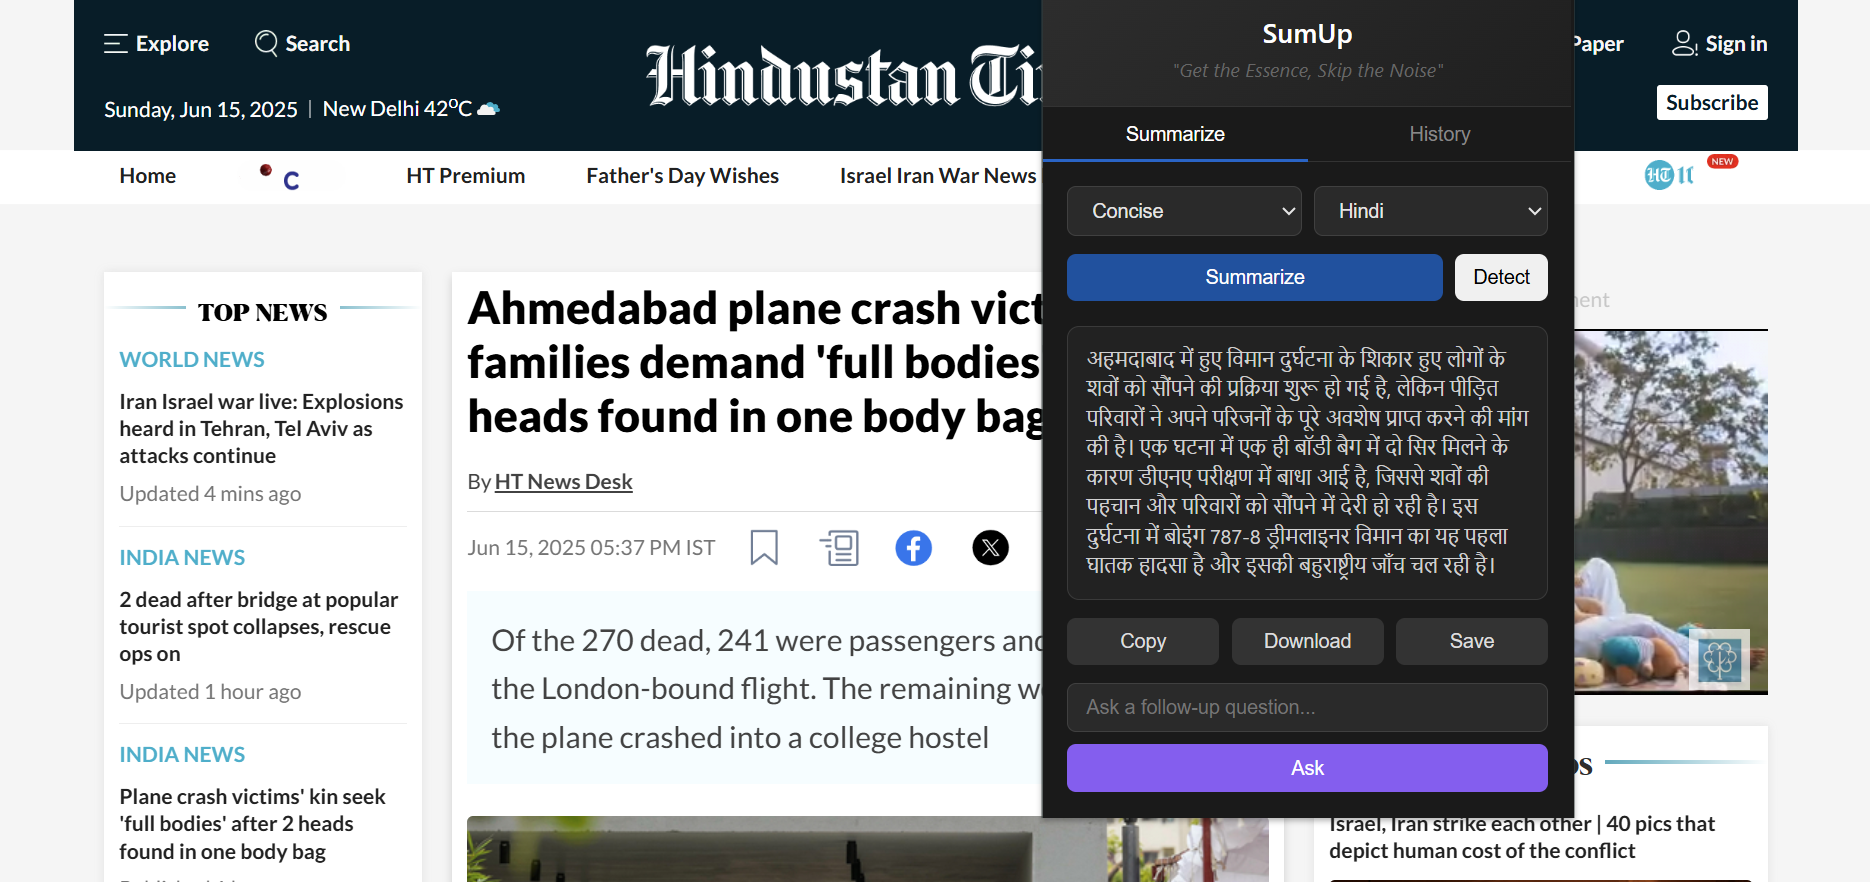 Explore
Search
Hindustan Ti
Paper
Sign in
Sunday, Jun 15, 2025 | New Delhi 42⁰C
Subscribe
Home
C
HT Premium
Father's Day Wishes
Israel Iran War News
HT 11
NEW
TOP NEWS
WORLD NEWS
Iran Israel war live: Explosions
heard in Tehran, Tel Aviv as
attacks continue
Updated 4 mins ago
INDIA NEWS
2 dead after bridge at popular
tourist spot collapses, rescue
ops on
Updated 1 hour ago
INDIA NEWS
Plane crash victims' kin seek
'full bodies' after 2 heads
found in one body bag
Ahmedabad plane crash vict
families demand 'full bodies
heads found in one body bag
By HT News Desk
Jun 15, 2025 05:37 PM IST
Of the 270 dead, 241 were passengers and
the London-bound flight. The remaining w
the plane crashed into a college hostel
SumUp
"Get the Essence, Skip the Noise"
Summarize
History
Concise
Hindi
Summarize
Detect
अहमदाबाद में हुए विमान दुर्घटना के शिकार हुए लोगों के
शवों को सौंपने की प्रक्रिया शुरू हो गई है, लेकिन पीड़ित
परिवारों ने अपने परिजनों के पूरे अवशेष प्राप्त करने की मांग
की है। एक घटना में एक ही बॉडी बैग में दो सिर मिलने के
कारण डीएनए परीक्षण में बाधा आई है, जिससे शवों की
पहचान और परिवारों को सौंपने में देरी हो रही है। इस
दुर्घटना में बोइंग 787-8 ड्रीमलाइनर विमान का यह पहला
घातक हादसा है और इसकी बहुराष्ट्रीय जाँच चल रही है।
Copy
Download
Save
Ask a follow-up question...
Ask
ment
os
Israel, Iran strike each other | 40 pics that
depict human cost of the conflict